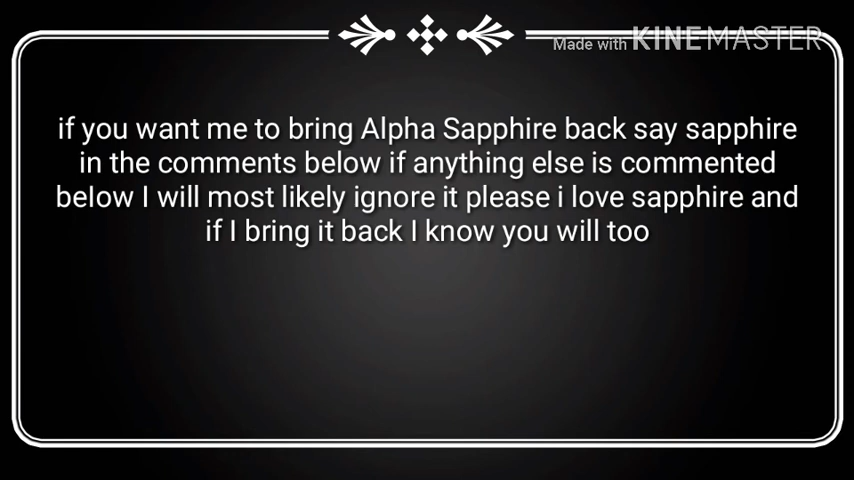 Made with KINEMASTER
if you want me to bring Alpha Sapphire back say sapphire
in the comments below if anything else is commented
below I will most likely ignore it please i love sapphire and
if I bring it back I know you will too